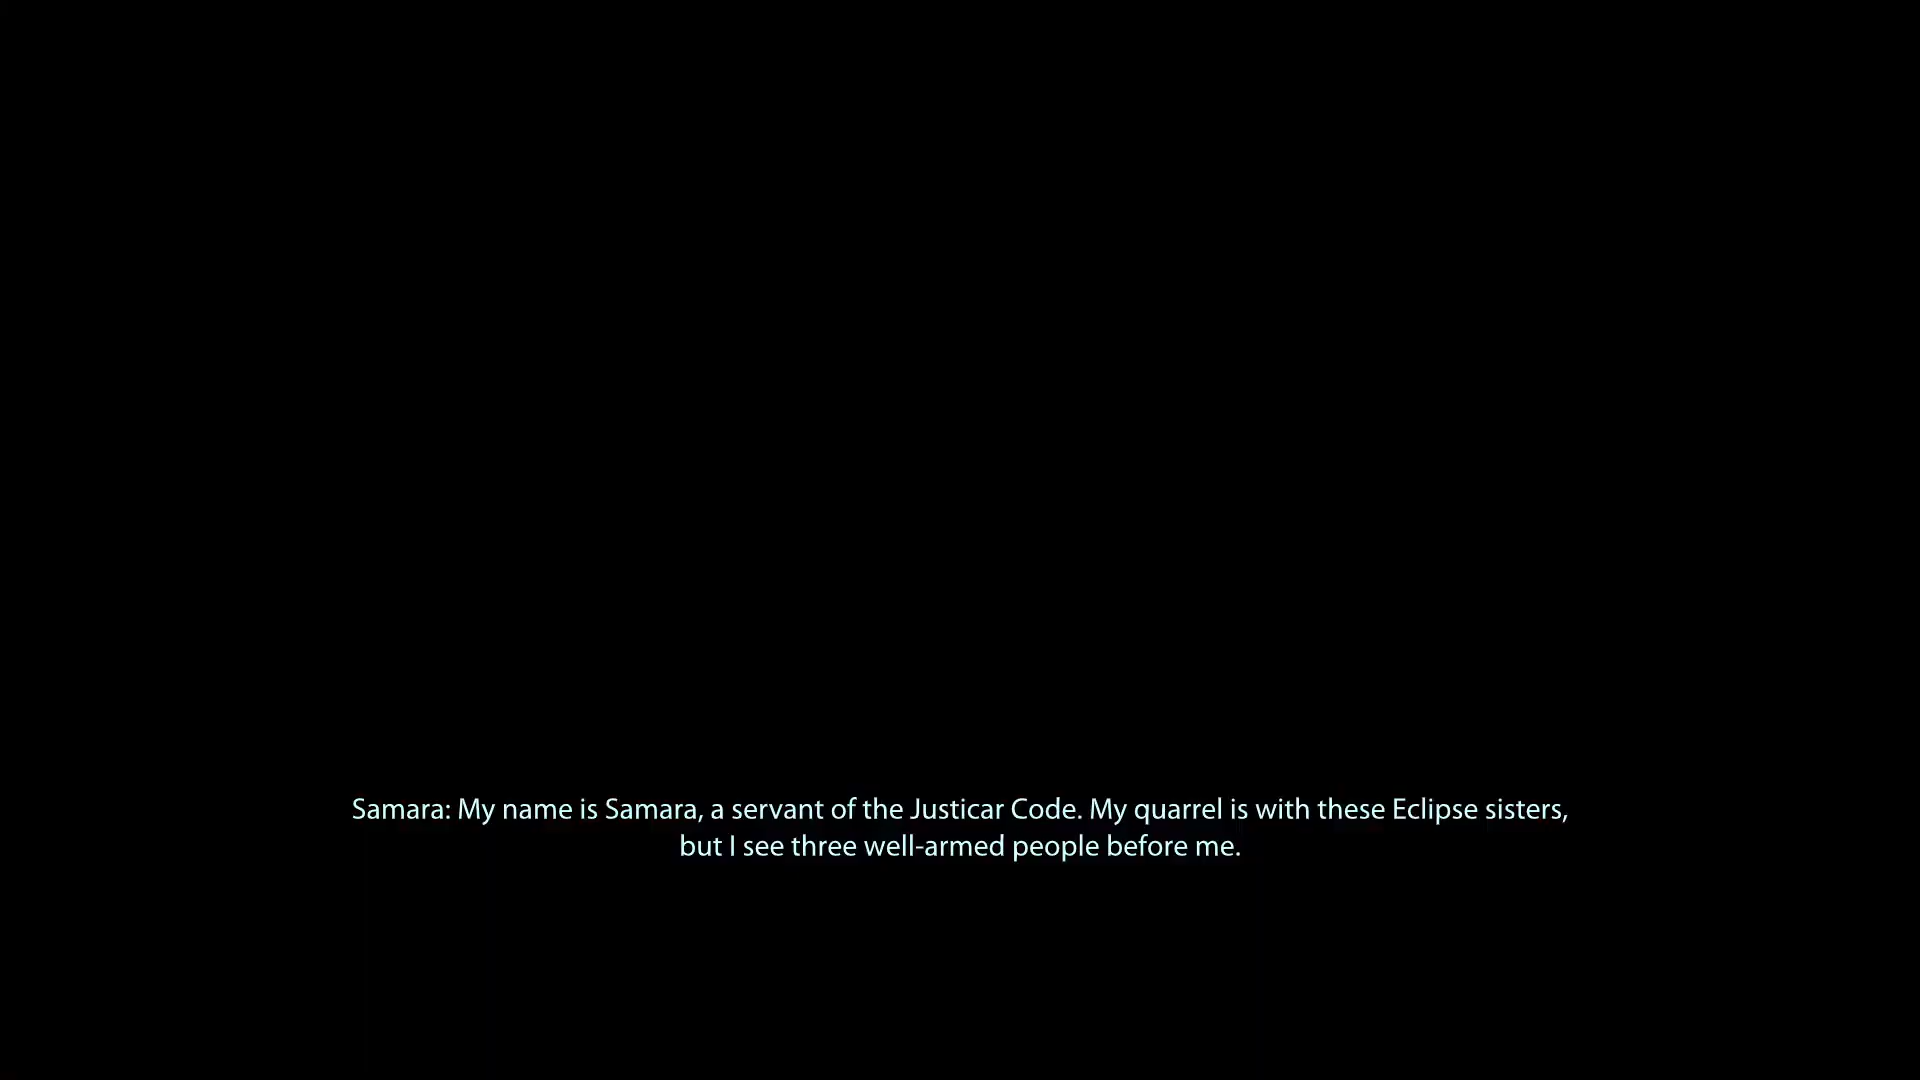 Samara: My name is Samara, a servant of the Justicar Code. My quarrel is with these Eclipse sisters,
but I see three well-armed people before me.